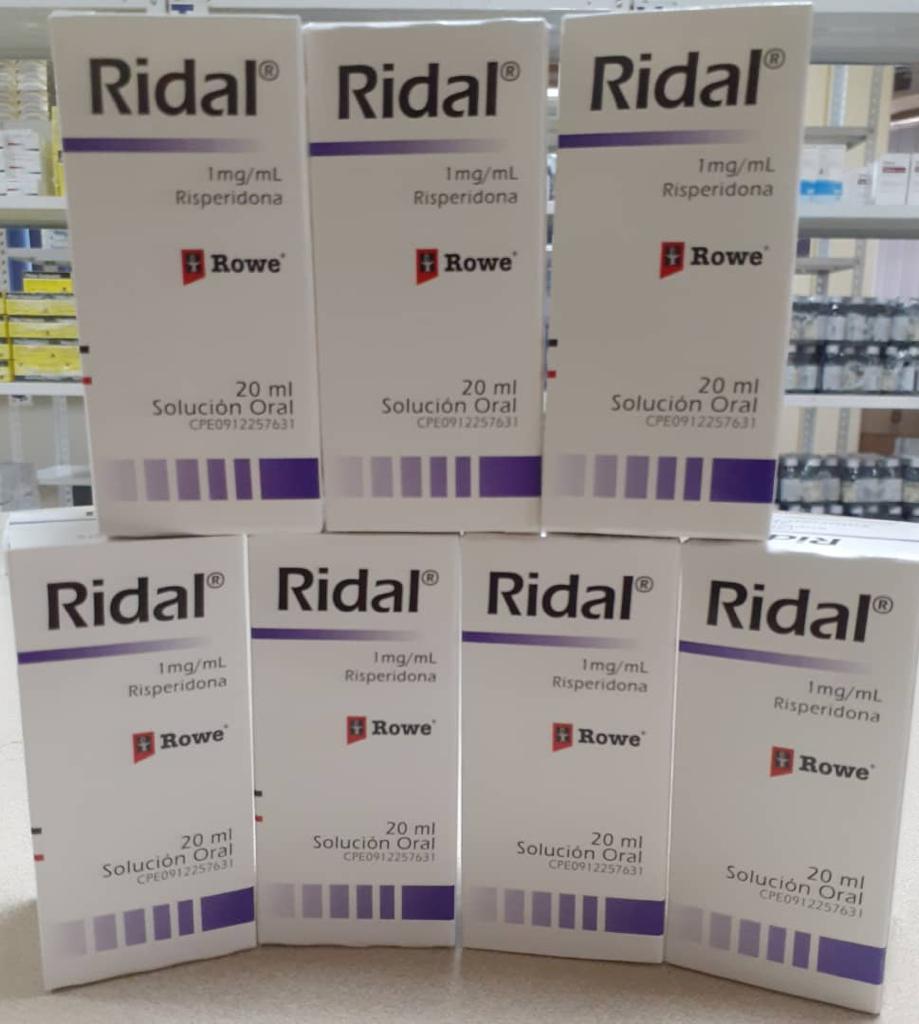 Ridal®
1mg/mL
Risperidona
Rowe®
20 ml
Solución Oral
CPE0912257631
Ridal®
1mg/mL
Risperidona
Rowe®
20 ml
Solución Oral
CPE0912257631
Ridal®
1mg/mL
Risperidona
Rowe®
20 ml
Solución Oral
CPE0912257631
Ridal®
1mg/mL
Risperidona
Rowe®
20 ml
Solución Oral
CPE0912257631
Ridal®
1mg/mL
Risperidona
Rowe®
20 ml
Solución Oral
CPE0912257631
Ridal®
1mg/mL
Risperidona
Rowe®
20 ml
Solución Oral
CPE0912257631
Ridal®
1mg/mL
Risperidona
Rowe®
20 ml
Solución Oral
CPE0912257631